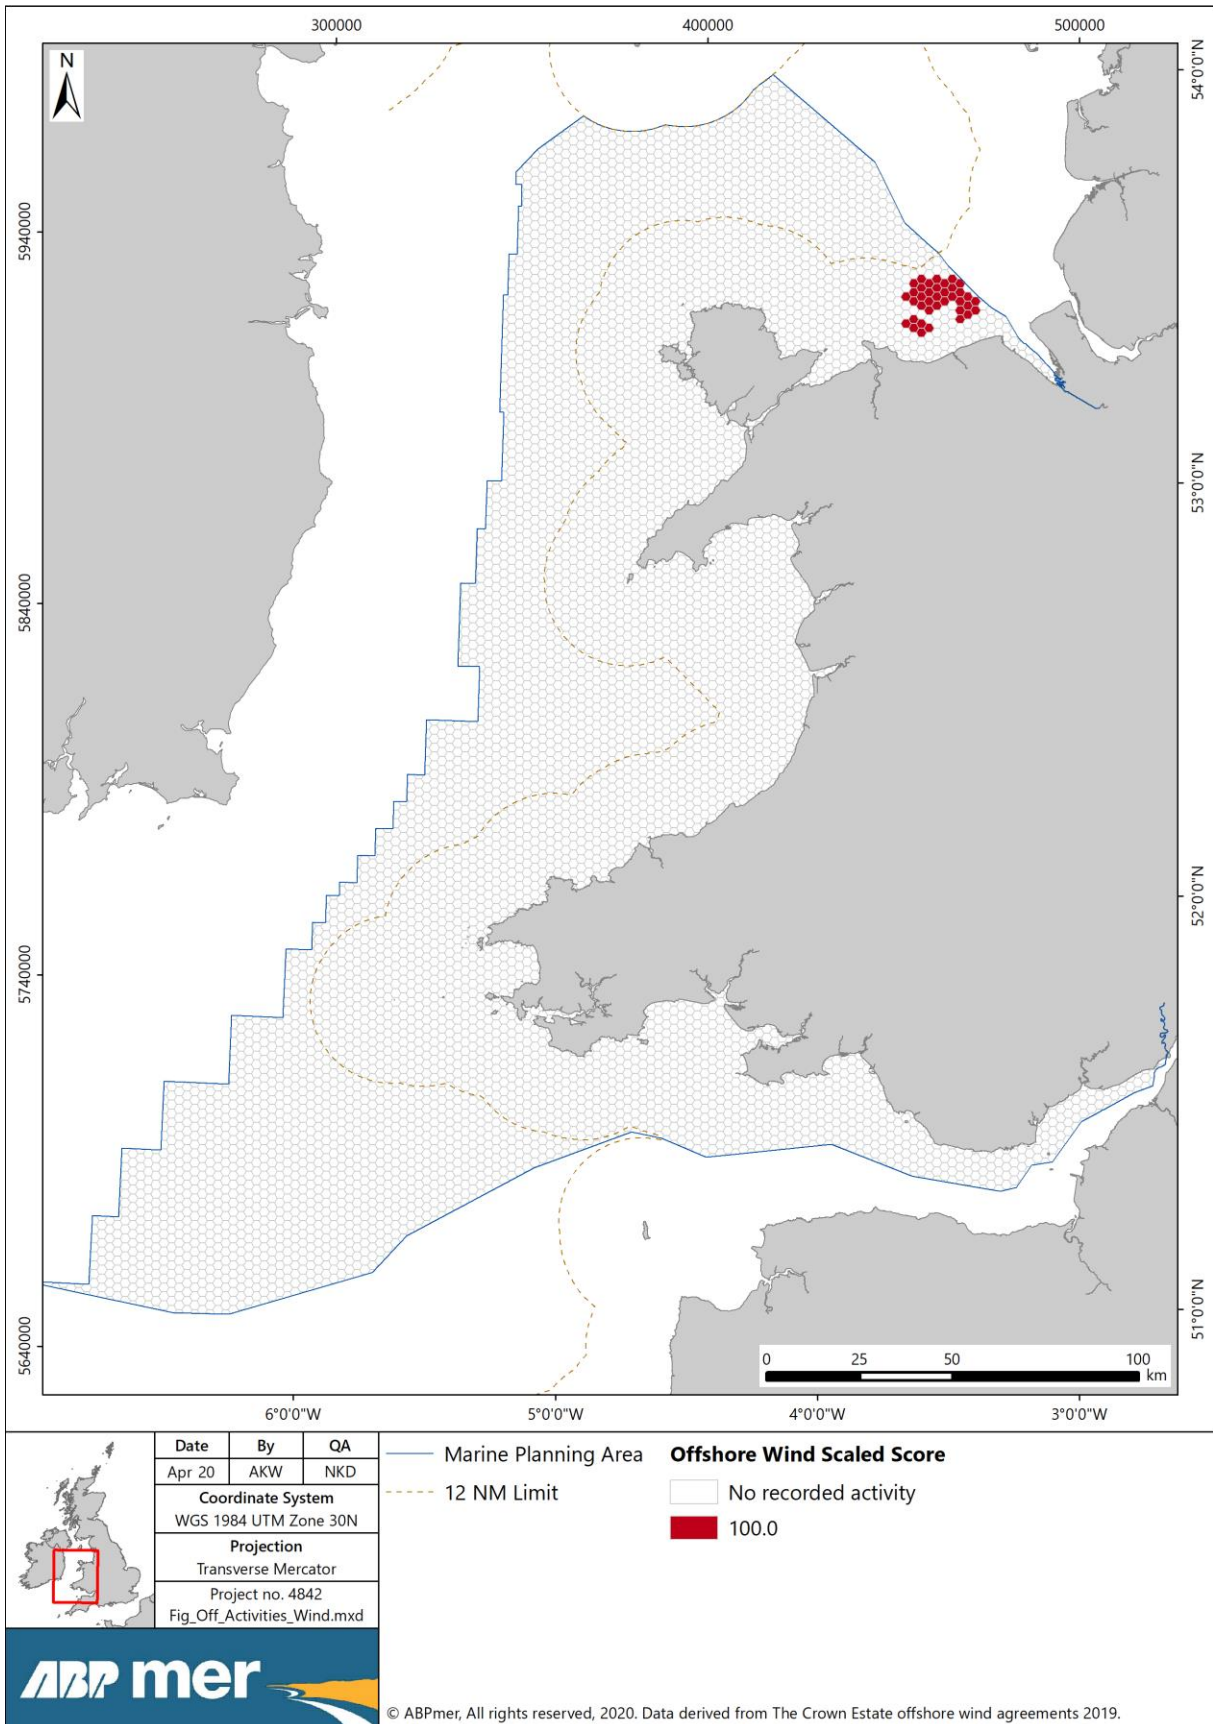 300000
400000
500000
N
54°0'0"N
5940000
53°0'0"N
5840000
52°0'0"N
5740000
51°0'0"N
5640000
0 25 50 100
km
6°0'0"W 5°0'0"W 4°0'0"W 3°0'0"W
Date By QA
Apr 20 AKW NKD
Coordinate System
WGS 1984 UTM Zone 30N
Projection
Transverse Mercator
Project no. 4842
Fig_Off_Activities_Wind.mxd
ABP mer
Marine Planning Area
12 NM Limit
Offshore Wind Scaled Score
No recorded activity
100.0
© ABPmer, All rights reserved, 2020. Data derived from The Crown Estate offshore wind agreements 2019.